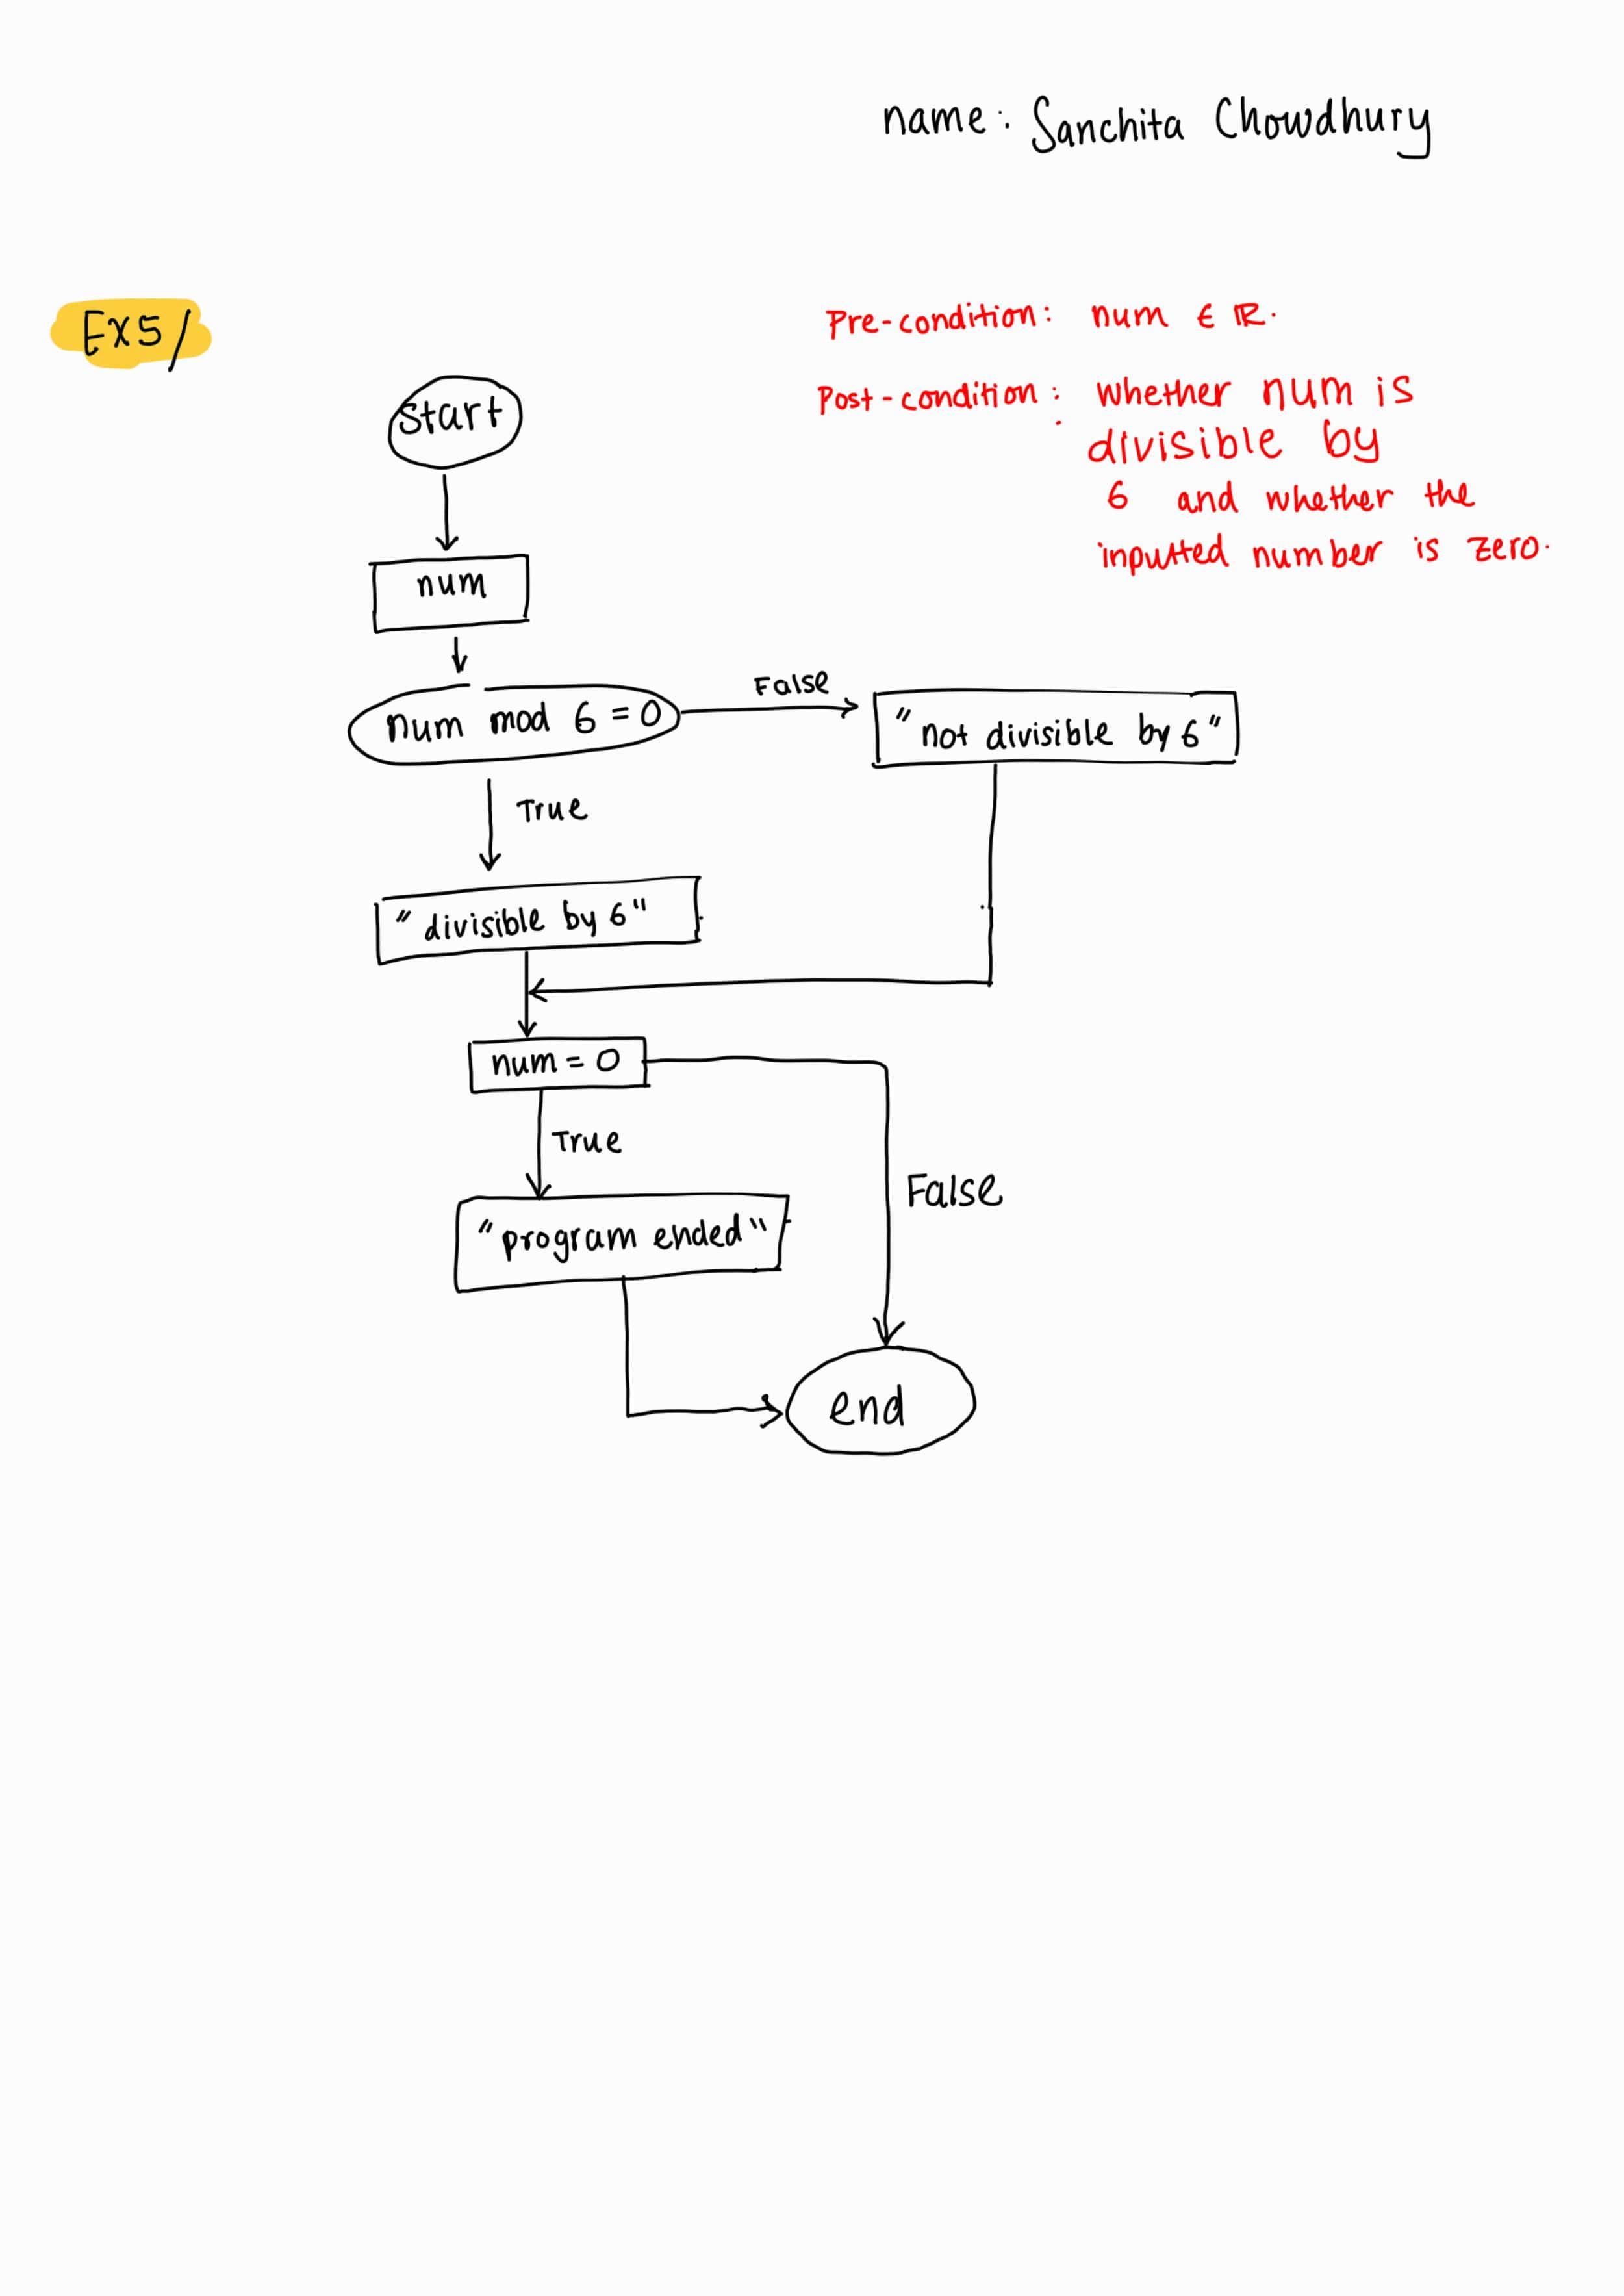 name: Sanchita Chowdhury
Ex5/
Pre-condition: num ∈ ℝ.
Post-condition: whether num is
divisible by
6 and whether the
inputted number is zero.
start
num
num mod 6 = 0
False
"not divisible by 6"
True
"divisible by 6"
num = 0
True
False
"program ended"
end